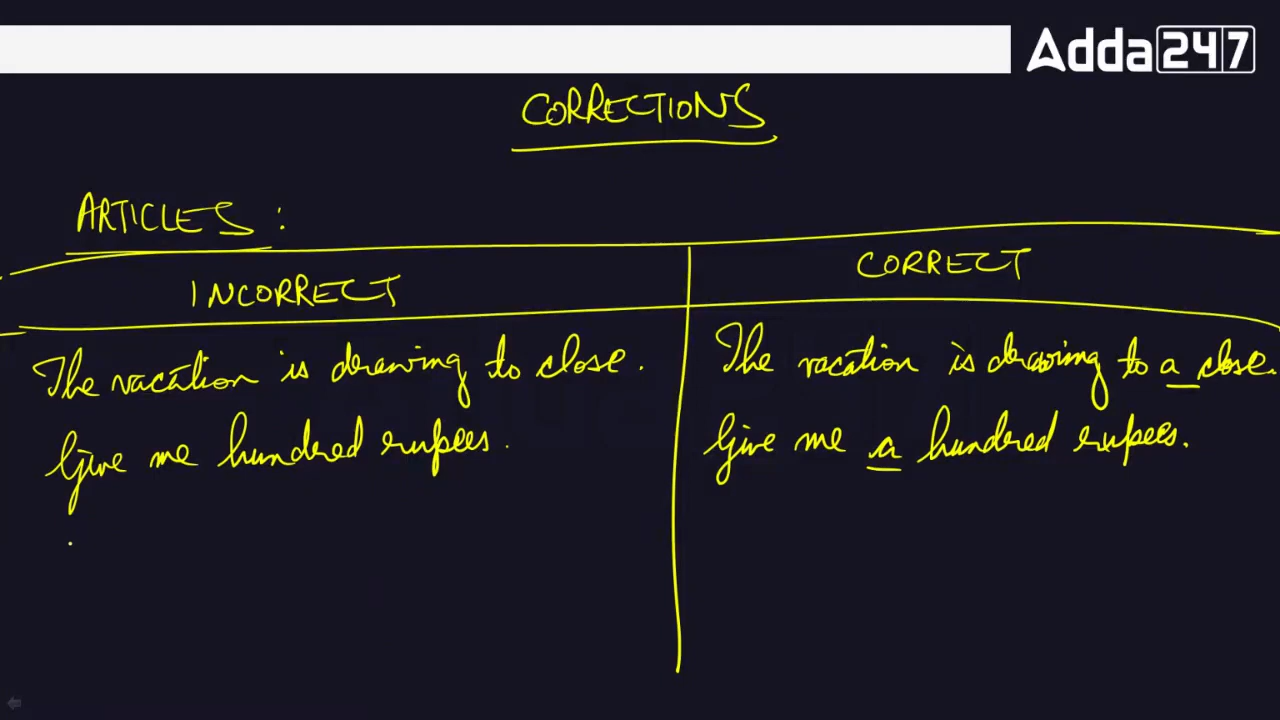 Adda247
CORRECTIONS
ARTICLES :
INCORRECT
CORRECT
The vacation is drawing to close.
The vacation is drawing to a close.
Give me hundred rupees.
Give me a hundred rupees.